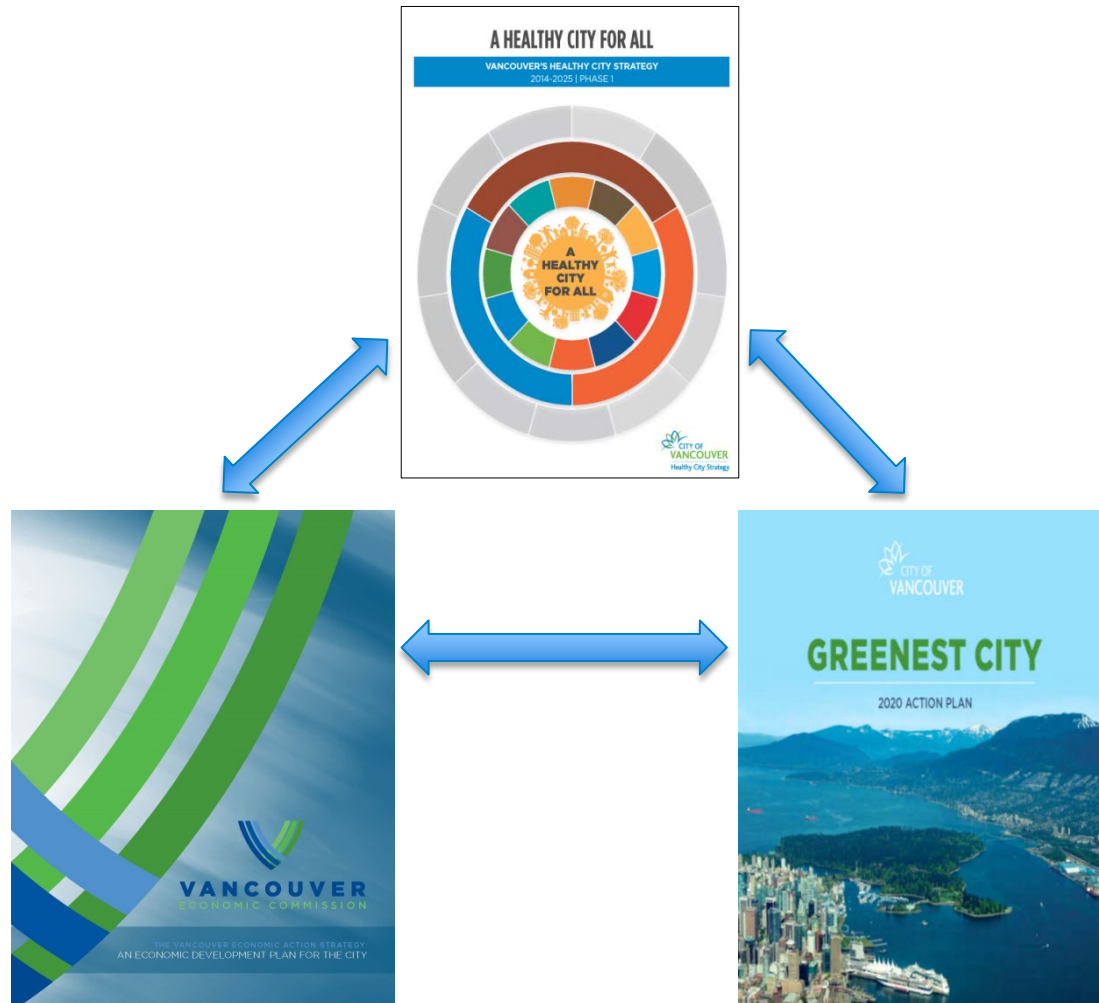 A HEALTHY CITY FOR ALL
VANCOUVER'S HEALTHY CITY STRATEGY
2014-2025 | PHASE 1
A
HEALTHY
CITY
FOR ALL
CITY OF
VANCOUVER
Healthy City Strategy
VANCOUVER
ECONOMIC COMMISSION
THE VANCOUVER ECONOMIC ACTION STRATEGY:
AN ECONOMIC DEVELOPMENT PLAN FOR THE CITY
CITY OF
VANCOUVER
GREENEST CITY
2020 ACTION PLAN